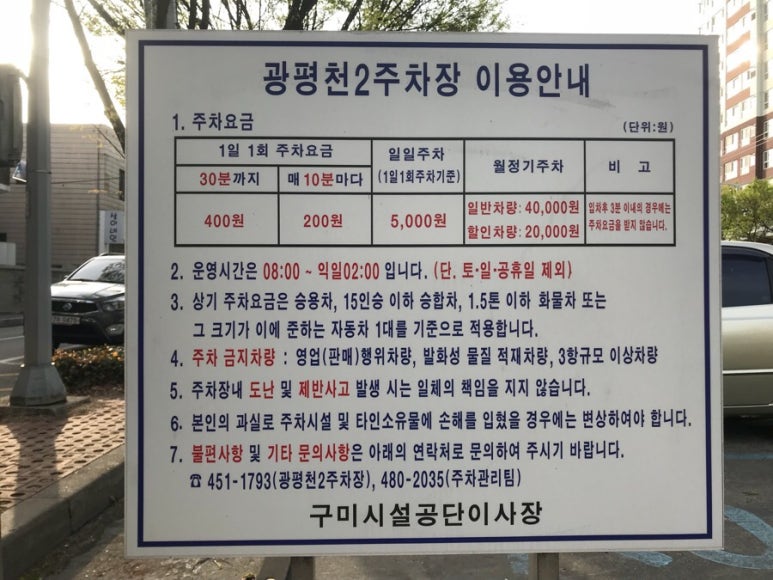 광평천2주차장 이용안내
1. 주차요금
(단위:원)
1일 1회 주차요금
일일주차
(1일1회주차기준)
월정기주차
비 고
30분까지
매 10분마다
400원
200원
5,000원
일반차량: 40,000원
할인차량: 20,000원
입차후 3분 이내의 경우에는
주차요금을 받지 않습니다.
2. 운영시간은 08:00 ~ 익일02:00 입니다. (단. 토·일·공휴일 제외)
3. 상기 주차요금은 승용차, 15인승 이하 승합차, 1.5톤 이하 화물차 또는
그 크기가 이에 준하는 자동차 1대를 기준으로 적용합니다.
4. 주차 금지차량 : 영업(판매)행위차량, 발화성 물질 적재차량, 3항규모 이상차량
5. 주차장내 도난 및 제반사고 발생 시는 일체의 책임을 지지 않습니다.
6. 본인의 과실로 주차시설 및 타인소유물에 손해를 입혔을 경우에는 변상하여야 합니다.
7. 불편사항 및 기타 문의사항은 아래의 연락처로 문의하여 주시기 바랍니다.
☎ 451-1793(광평천2주차장), 480-2035(주차관리팀)
구미시설공단이사장